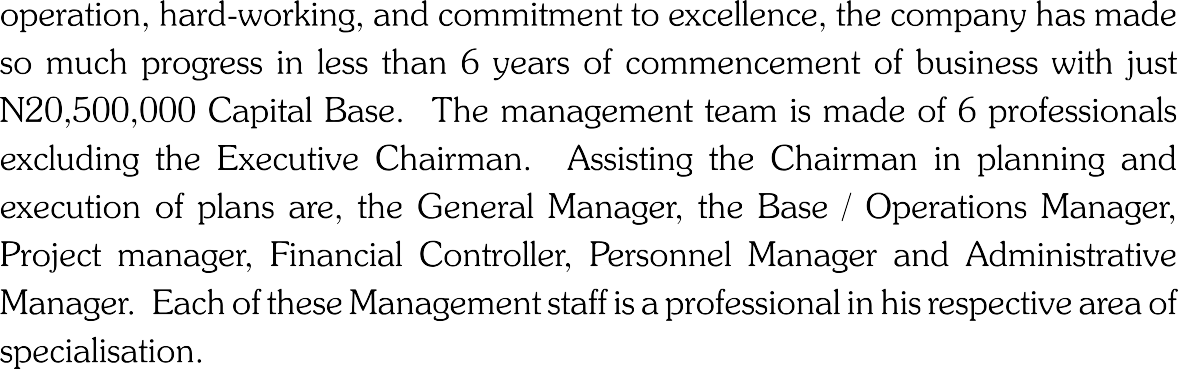 operation, hard-working, and commitment to excellence, the company has made
so much progress in less than 6 years of commencement of business with just
N20,500,000 Capital Base.  The management team is made of 6 professionals
excluding the Executive Chairman.  Assisting the Chairman in planning and
execution of plans are, the General Manager, the Base / Operations Manager,
Project manager, Financial Controller, Personnel Manager and Administrative
Manager.  Each of these Management staff is a professional in his respective area of
specialisation.